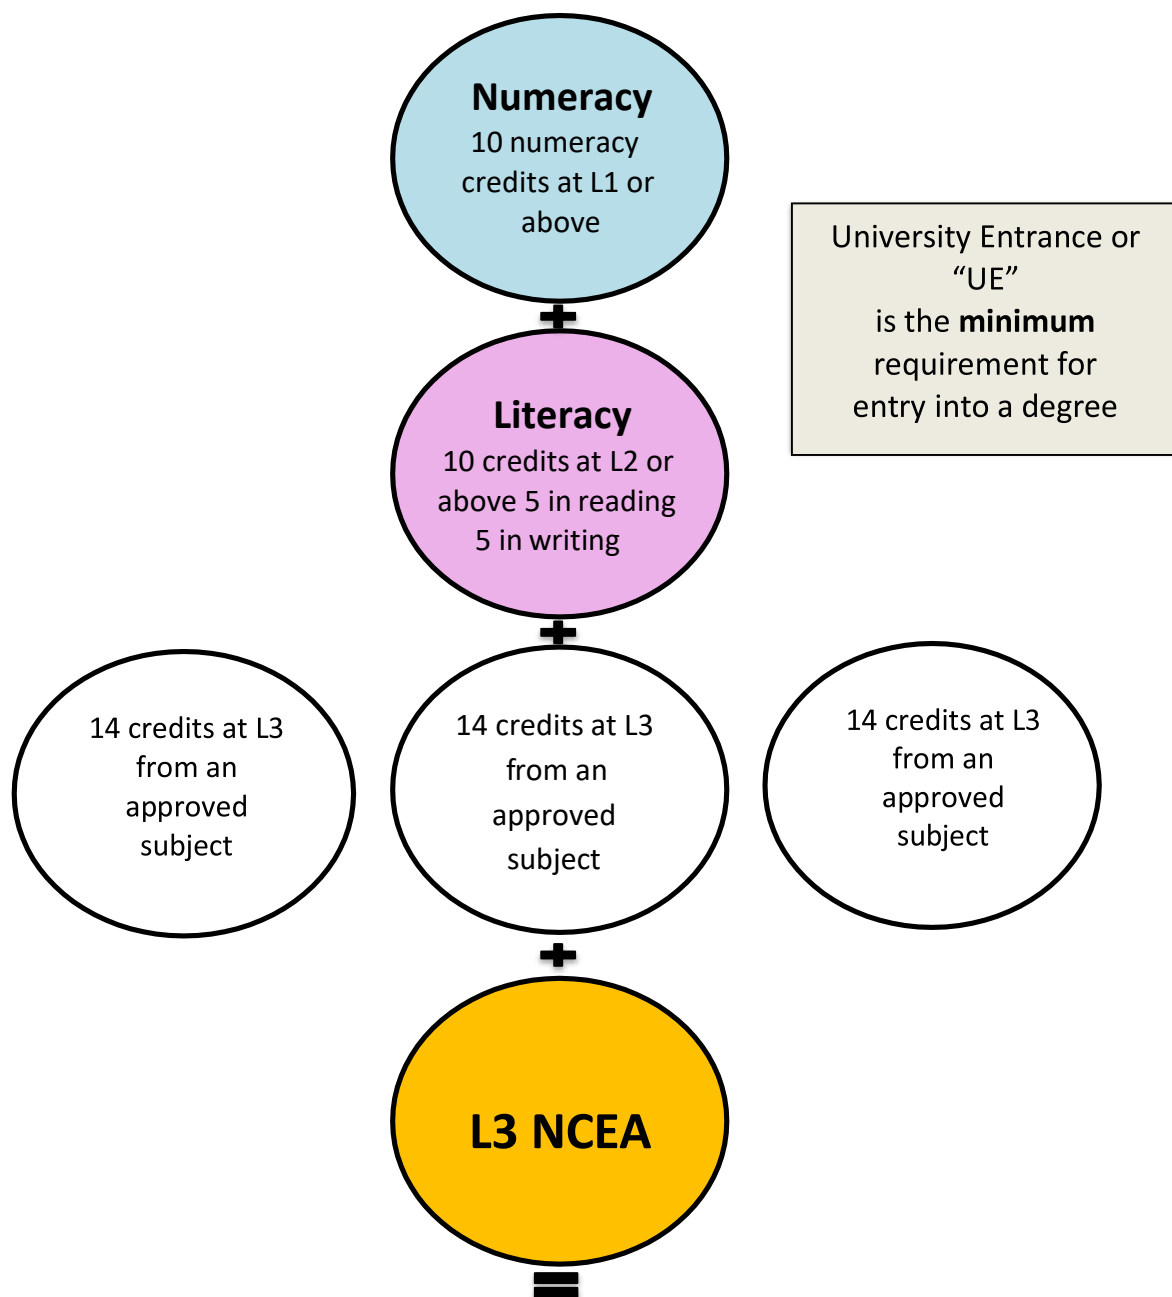 Numeracy
10 numeracy
credits at L1 or
above
+
University Entrance or
“UE”
is the minimum
requirement for
entry into a degree
Literacy
10 credits at L2 or
above 5 in reading
5 in writing
+
14 credits at L3
from an
approved
subject
14 credits at L3
from an
approved
subject
14 credits at L3
from an
approved
subject
+
L3 NCEA
=